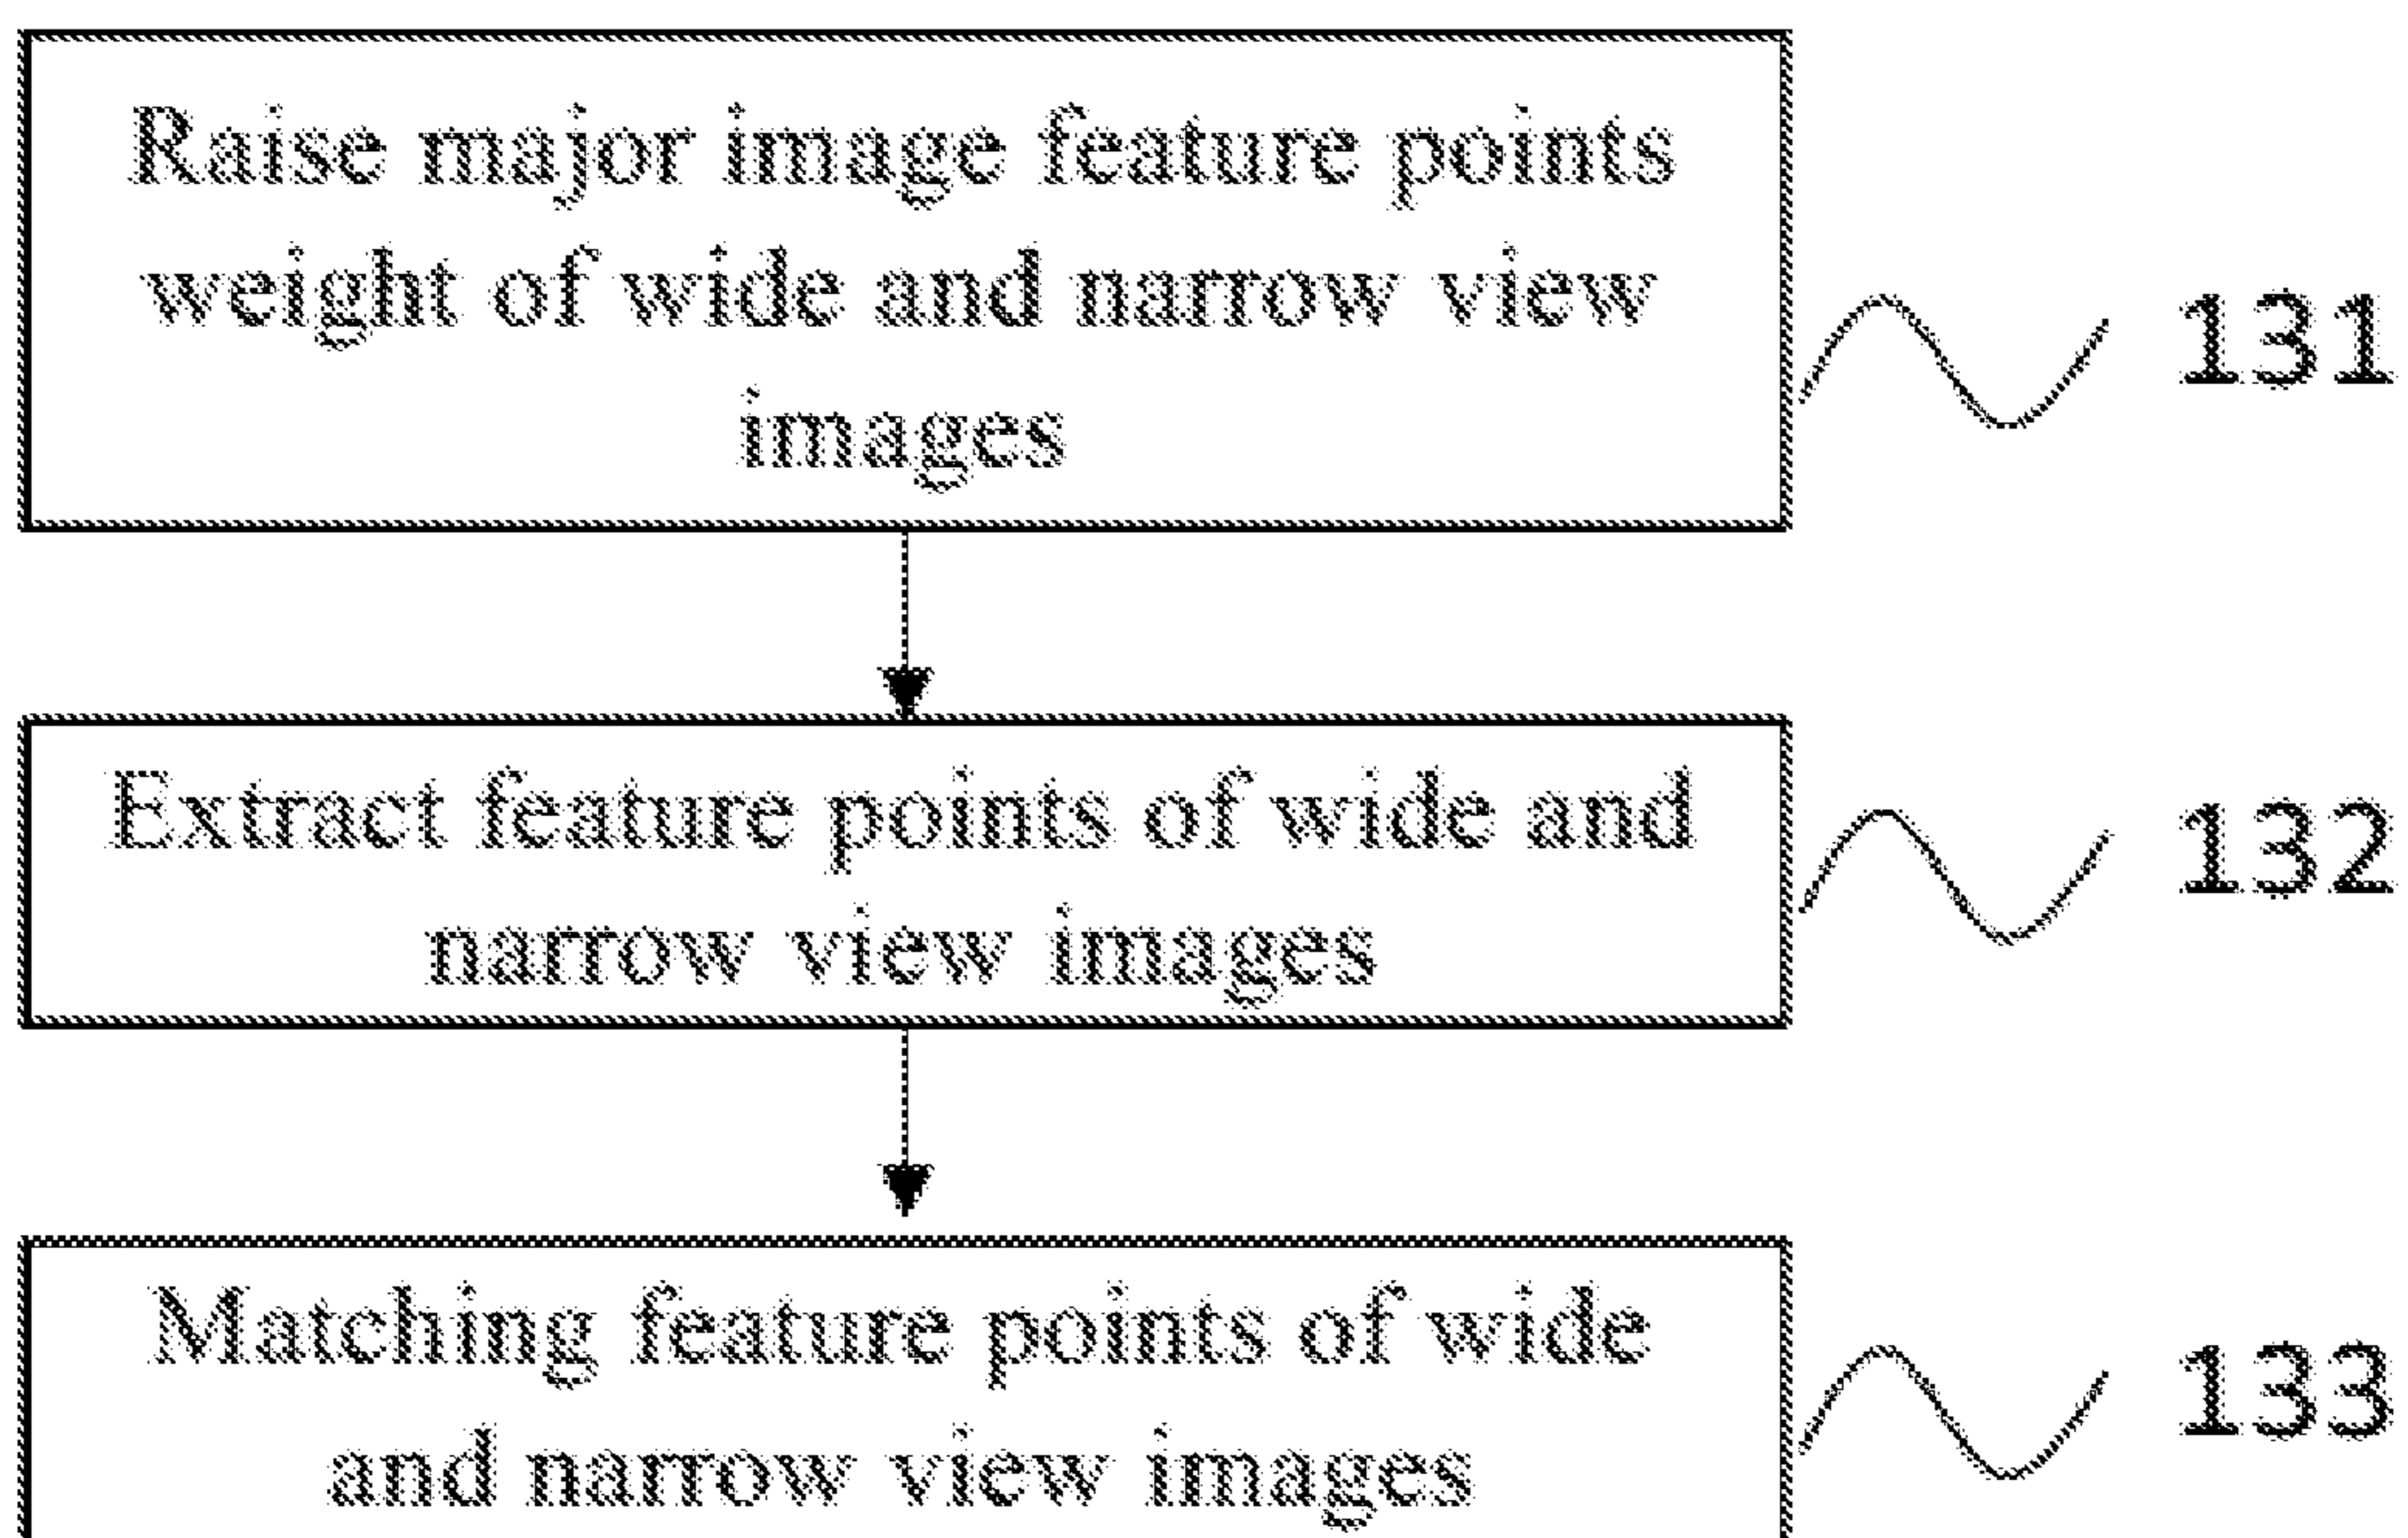 Raise major image feature points
weight of wide and narrow view
images
131
Extract feature points of wide and
narrow view images
132
Matching feature points of wide
and narrow view images
133